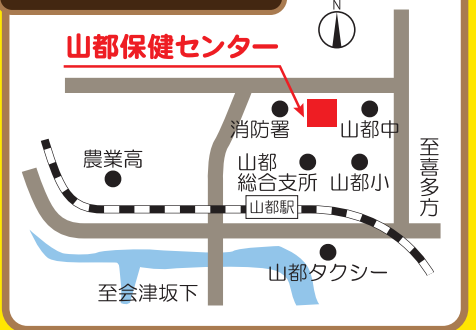 N
山都保健センター
消防署
山都中
農業高
山都
総合支所
山都小
至喜多方
山都駅
山都タクシー
至会津坂下